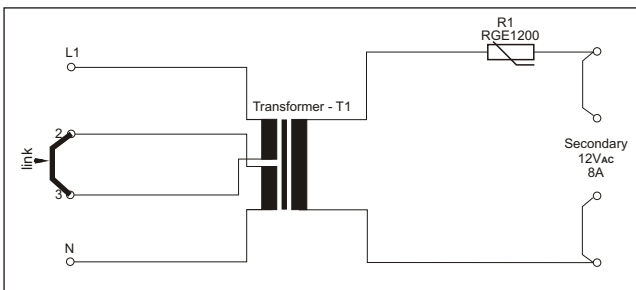 L1
R1
RGE1200
Transformer - T1
2
link
3
Secondary
12VAC
8A
N